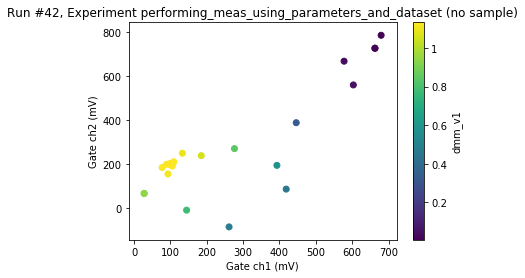 Run #42, Experiment performing_meas_using_parameters_and_dataset (no sample)
800
600
400
200
0
Gate ch2 (mV)
0 100 200 300 400 500 600 700
Gate ch1 (mV)
1
0.8
0.6
0.4
0.2
dmm_v1